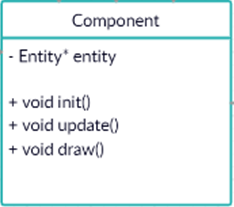 Component
- Entity* entity
+ void init()
+ void update()
+ void draw()